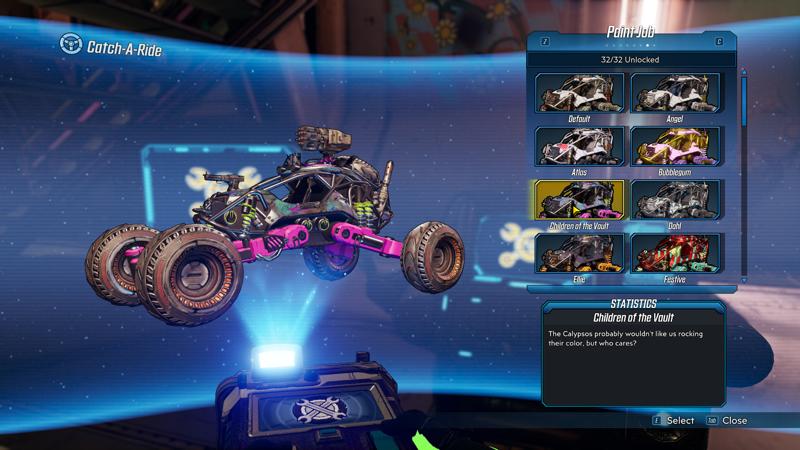 Catch-A-Ride
Paint Job
32/32 Unlocked
Default
Angel
Atlas
Bubblegum
Children of the Vault
Dahl
Ellie
Festive
STATISTICS
Children of the Vault
The Calypsos probably wouldn't like us rocking
their color, but who cares?
E Select
Tab Close